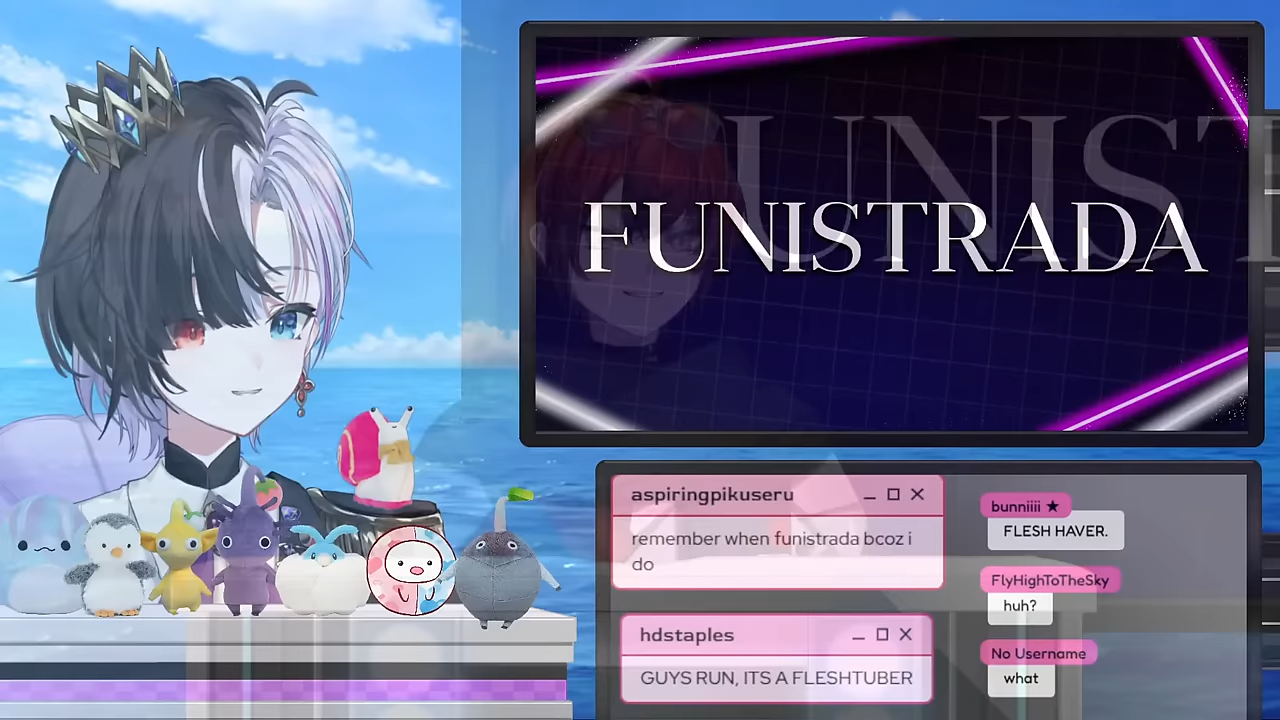 FUNISTRADA
UNIST
aspiringpikuseru
remember when funistrada bcoz i
do
hdstaples
GUYS RUN, ITS A FLESHTUBER
bunniiii ★
FLESH HAVER.
FlyHighToTheSky
huh?
No Username
what